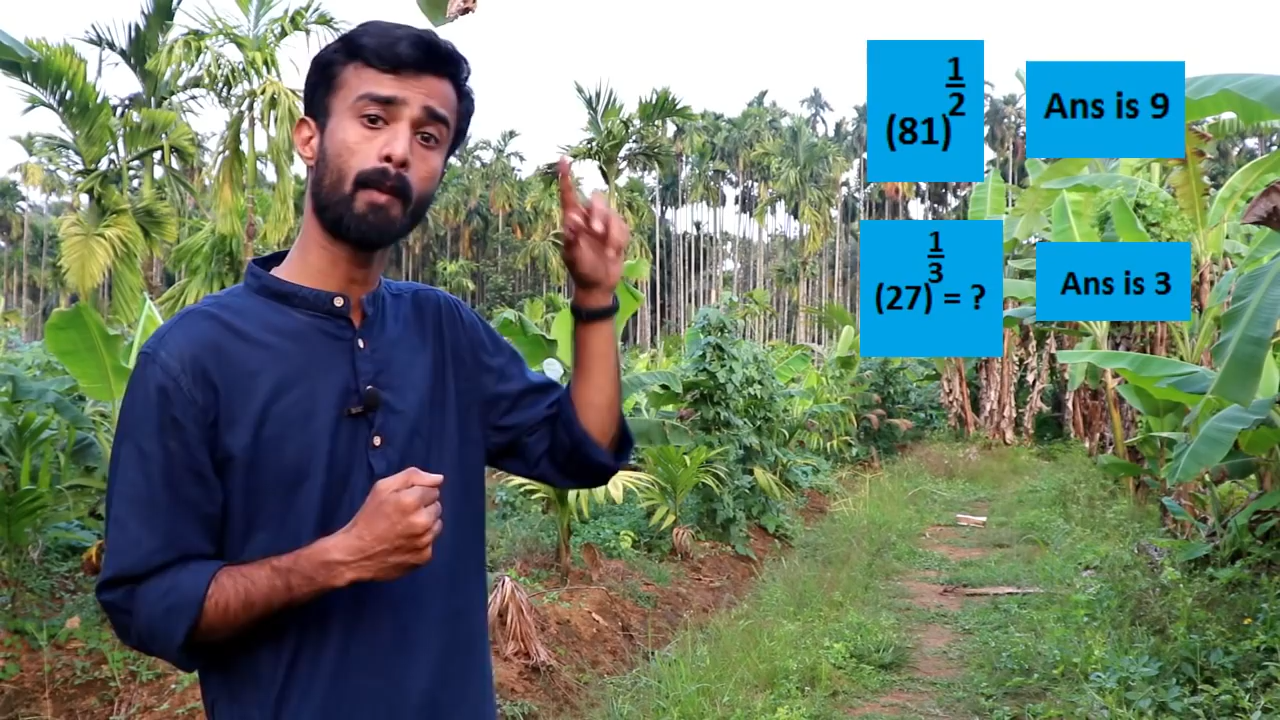 (81)^(1/2)
Ans is 9
(27)^(1/3) = ?
Ans is 3